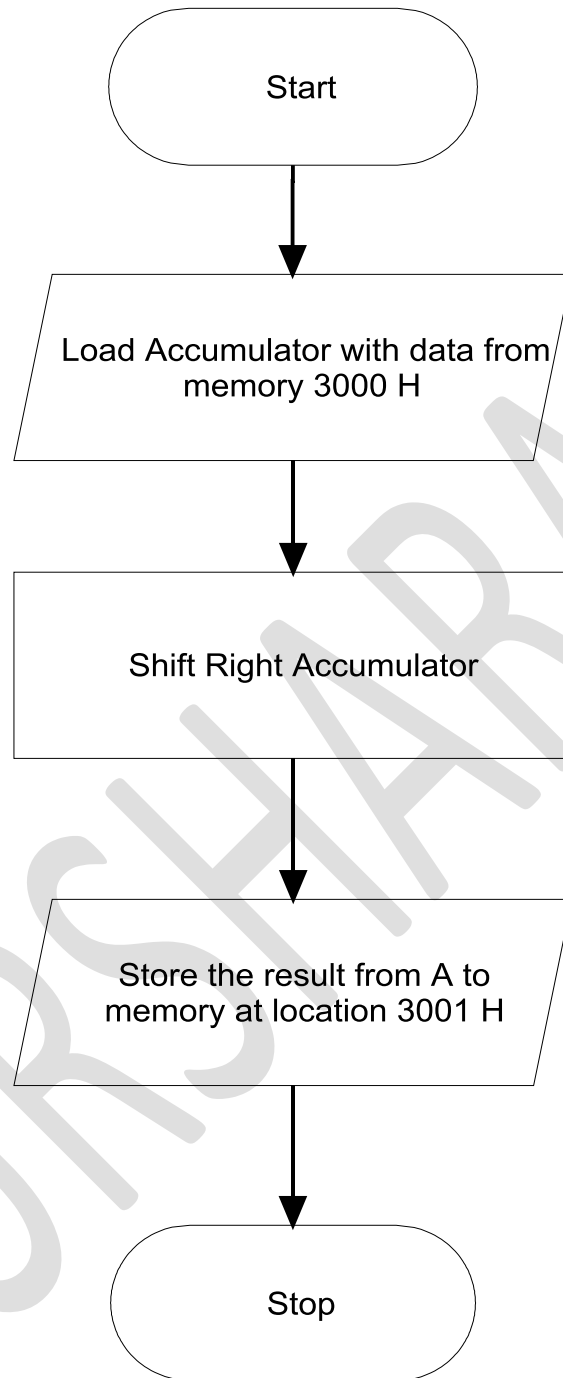 Start
Load Accumulator with data from
memory 3000 H
Shift Right Accumulator
Store the result from A to
memory at location 3001 H
Stop